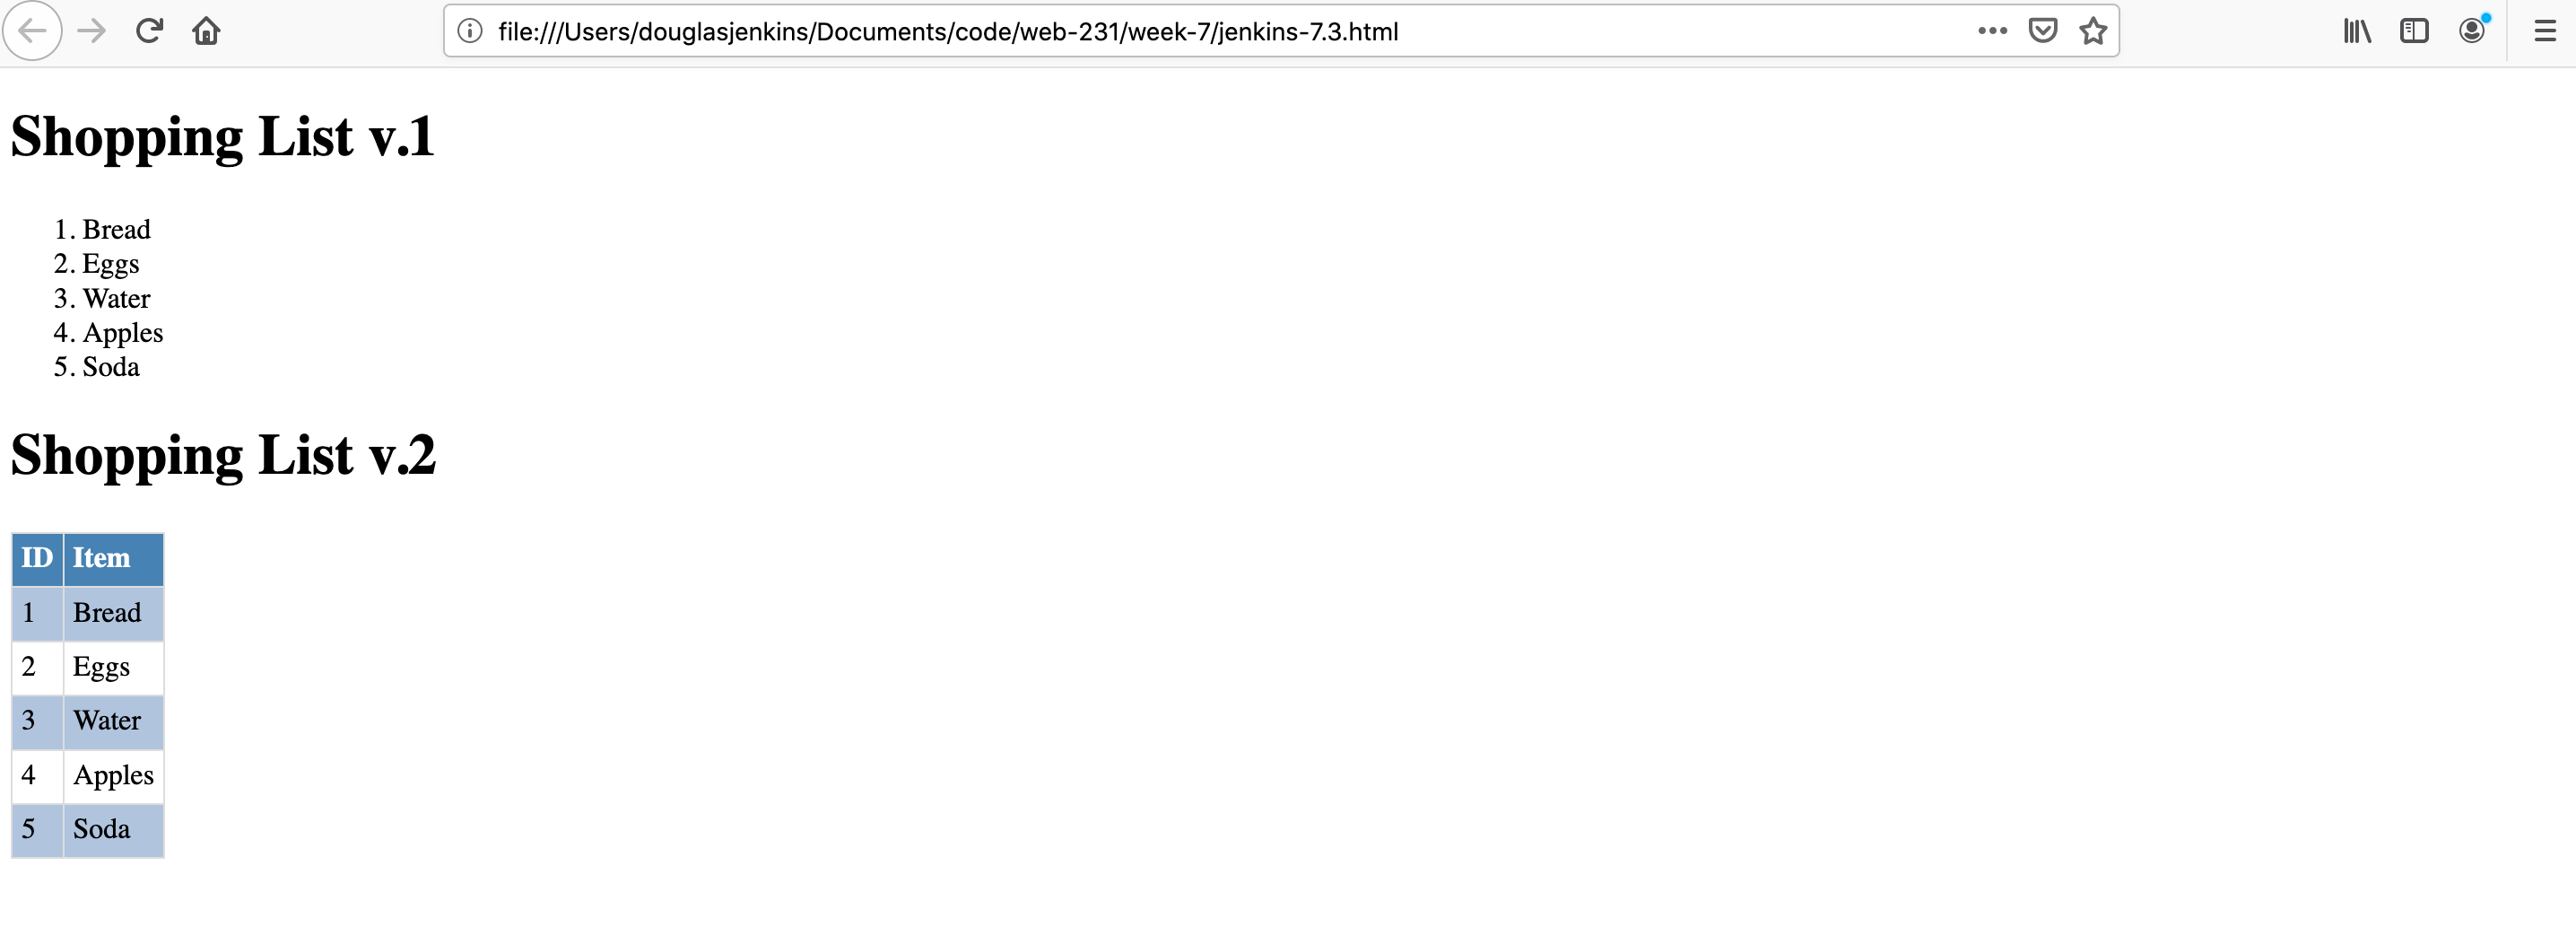 file:///Users/douglasjenkins/Documents/code/web-231/week-7/jenkins-7.3.html
Shopping List v.1
1. Bread
2. Eggs
3. Water
4. Apples
5. Soda
Shopping List v.2
ID Item
1 Bread
2 Eggs
3 Water
4 Apples
5 Soda